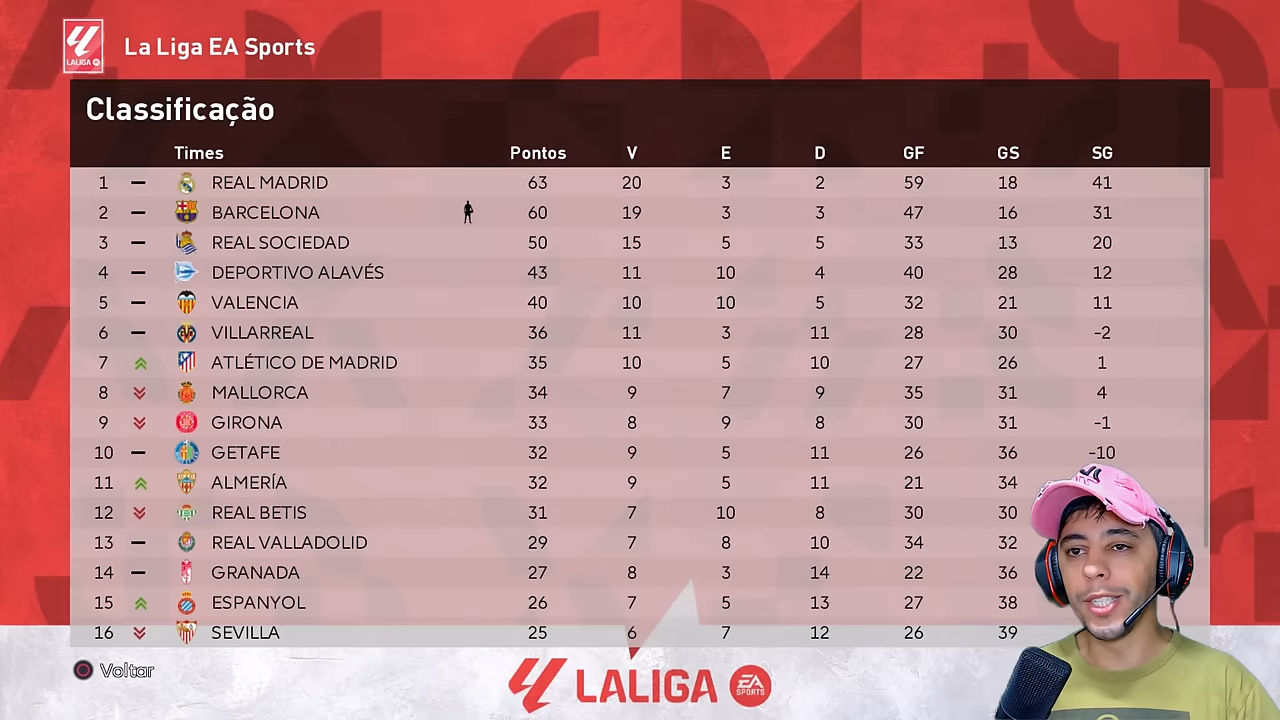 La Liga EA Sports
LALIGA
Classificação
Times Pontos V E D GF GS SG
1 REAL MADRID 63 20 3 2 59 18 41
2 BARCELONA 60 19 3 3 47 16 31
3 REAL SOCIEDAD 50 15 5 5 33 13 20
4 DEPORTIVO ALAVÉS 43 11 10 4 40 28 12
5 VALENCIA 40 10 10 5 32 21 11
6 VILLARREAL 36 11 3 11 28 30 -2
7 ATLÉTICO DE MADRID 35 10 5 10 27 26 1
8 MALLORCA 34 9 7 9 35 31 4
9 GIRONA 33 8 9 8 30 31 -1
10 GETAFE 32 9 5 11 26 36 -10
11 ALMERÍA 32 9 5 11 21 34
12 REAL BETIS 31 7 10 8 30 30
13 REAL VALLADOLID 29 7 8 10 34 32
14 GRANADA 27 8 3 14 22 36
15 ESPANYOL 26 7 5 13 27 38
16 SEVILLA 25 6 7 12 26 39
Voltar
LALIGA EA SPORTS